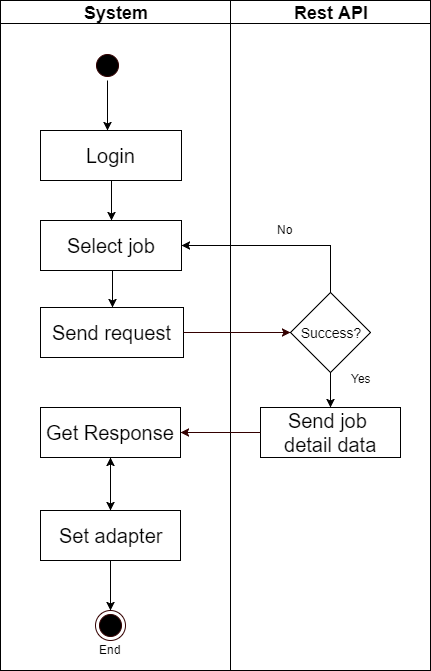 System
Rest API
Login
Select job
No
Send request
Success?
Yes
Get Response
Send job
detail data
Set adapter
End